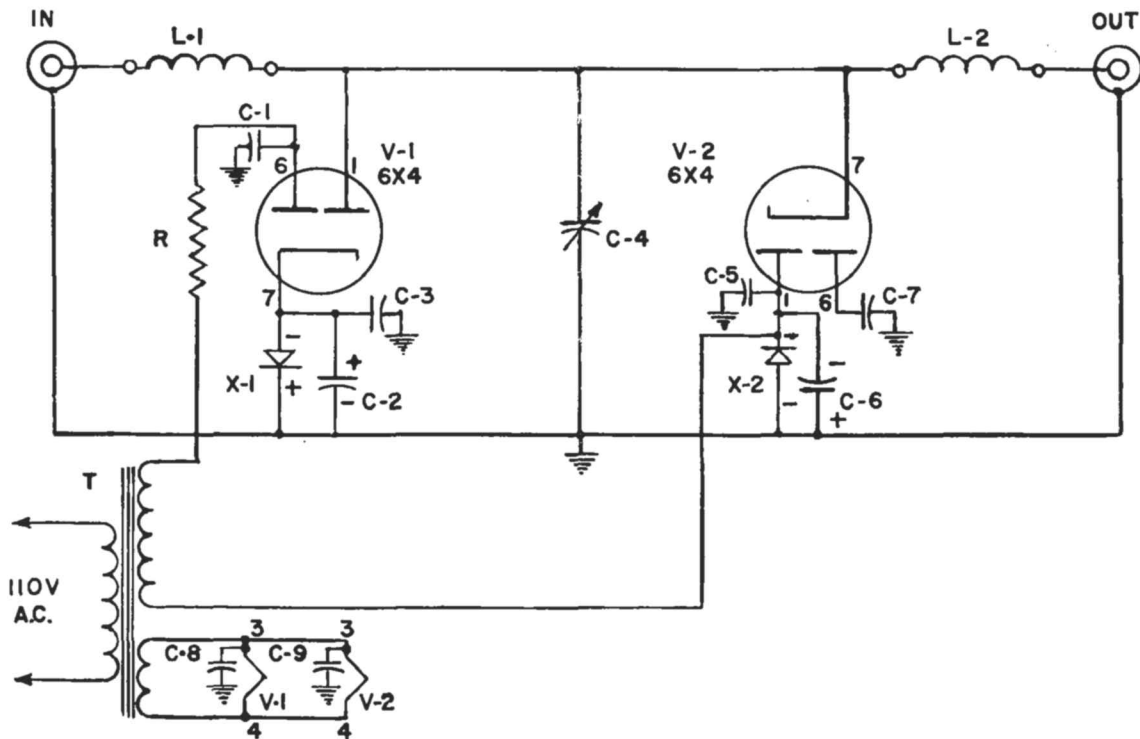 IN
L-1
L-2
OUT
C-1
6
1
V-1
6X4
V-2
6X4
7
R
C-4
7
C-3
C-5
1
6
C-7
-
X-1
+
+
-
C-2
+
X-2
-
-
C-6
+
T
110V
A.C.
3
3
C-8
C-9
V-1
V-2
4
4